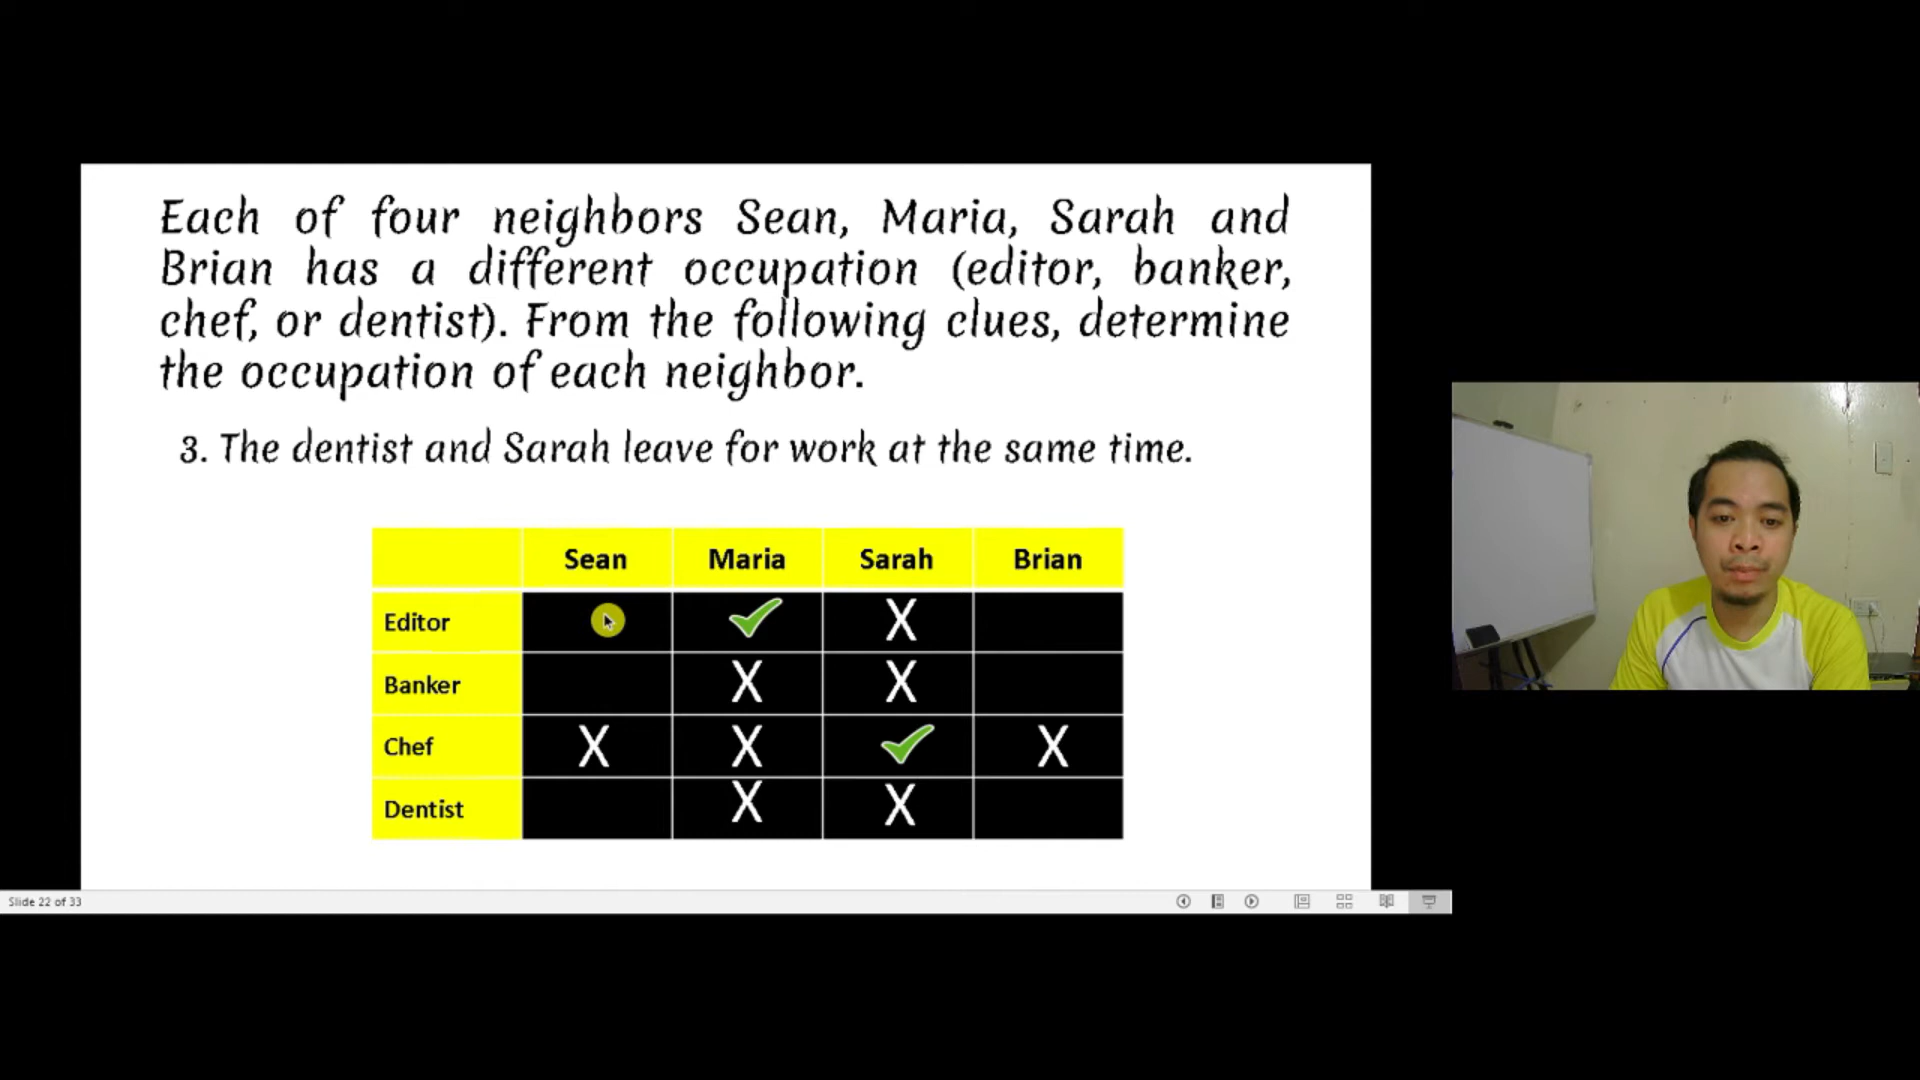 Each of four neighbors Sean, Maria, Sarah and
Brian has a different occupation (editor, banker,
chef, or dentist). From the following clues, determine
the occupation of each neighbor.
3. The dentist and Sarah leave for work at the same time.
Sean Maria Sarah Brian
Editor ✓ X
Banker X X
Chef X X ✓ X
Dentist X X
Slide 22 of 33